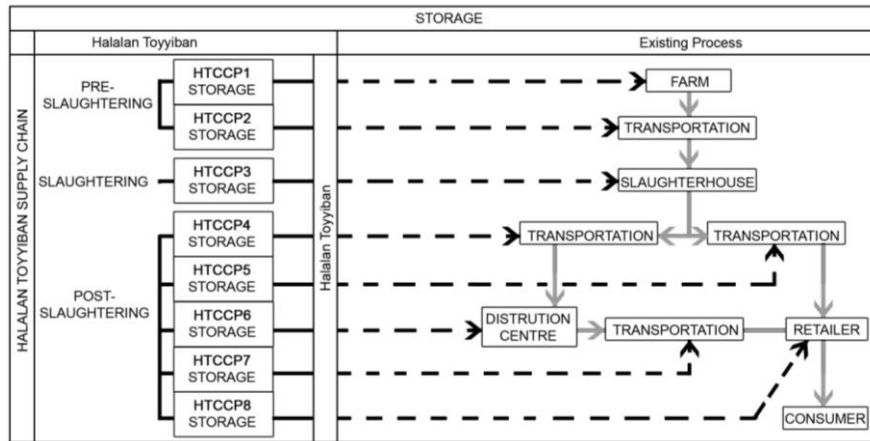 STORAGE
Halalan Toyyiban
Existing Process
HALALAN TOYYIBAN SUPPLY CHAIN
PRE-
SLAUGHTERING
HTCCP1
STORAGE
HTCCP2
STORAGE
SLAUGHTERING
HTCCP3
STORAGE
POST-
SLAUGHTERING
HTCCP4
STORAGE
HTCCP5
STORAGE
HTCCP6
STORAGE
HTCCP7
STORAGE
HTCCP8
STORAGE
Halalan Toyyiban
FARM
TRANSPORTATION
SLAUGHTERHOUSE
TRANSPORTATION
TRANSPORTATION
DISTRUTION
CENTRE
TRANSPORTATION
RETAILER
CONSUMER